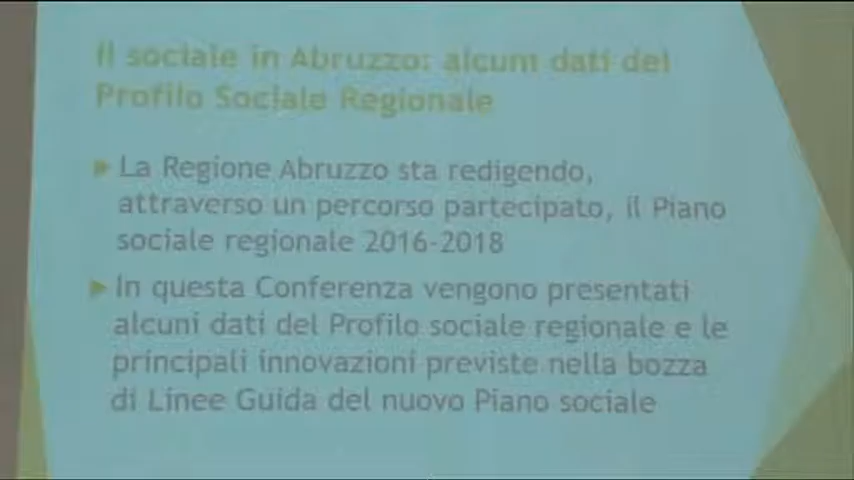 Il sociale in Abruzzo: alcuni dati del
Profilo Sociale Regionale
La Regione Abruzzo sta redigendo,
attraverso un percorso partecipato, il Piano
sociale regionale 2016-2018
In questa Conferenza vengono presentati
alcuni dati del Profilo sociale regionale e le
principali innovazioni previste nella bozza
di Linee Guida del nuovo Piano sociale